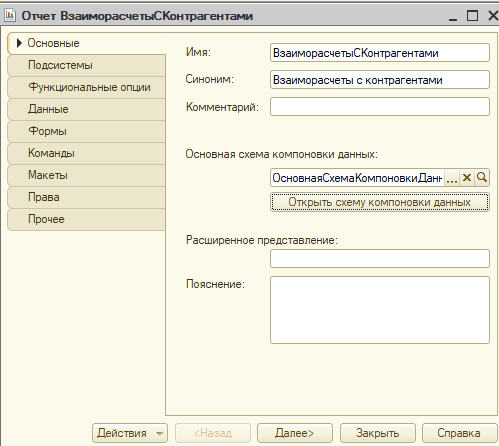 Отчет ВзаиморасчетыСКонтрагентами
Основные
Подсистемы
Функциональные опции
Данные
Формы
Команды
Макеты
Права
Прочее
Имя: ВзаиморасчетыСКонтрагентами
Синоним: Взаиморасчеты с контрагентами
Комментарий:
Основная схема компоновки данных:
ОсновнаяСхемаКомпоновкиДанн ...
Открыть схему компоновки данных
Расширенное представление:
Пояснение:
Действия <Назад Далее> Закрыть Справка